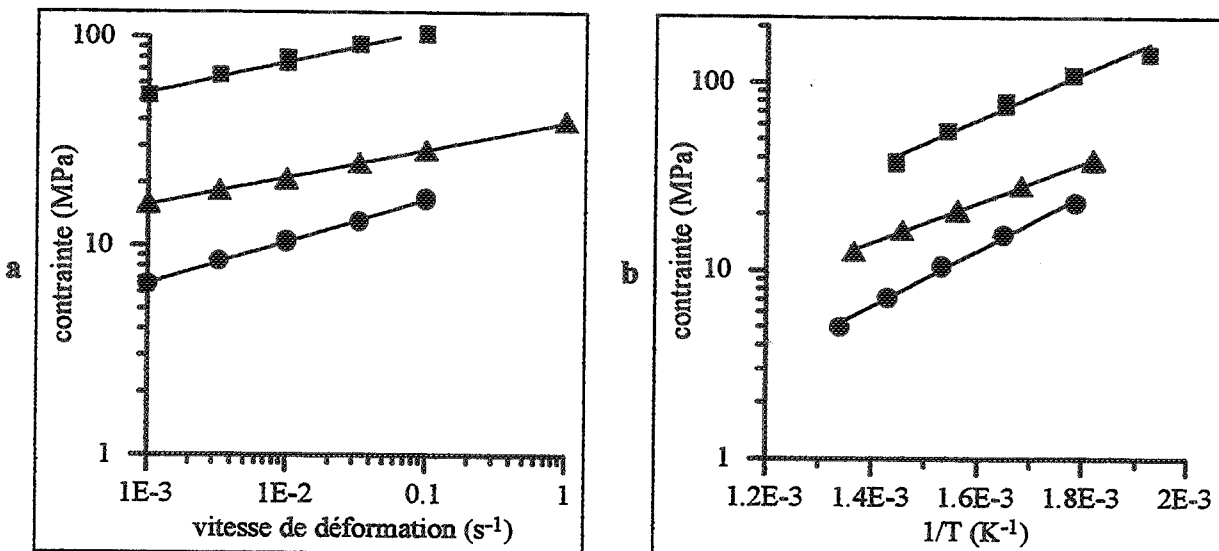 a
contrainte (MPa)
100
10
1
1E-3
1E-2
0.1
1
vitesse de déformation (s⁻¹)
b
contrainte (MPa)
100
10
1
1.2E-3
1.4E-3
1.6E-3
1.8E-3
2E-3
1/T (K⁻¹)